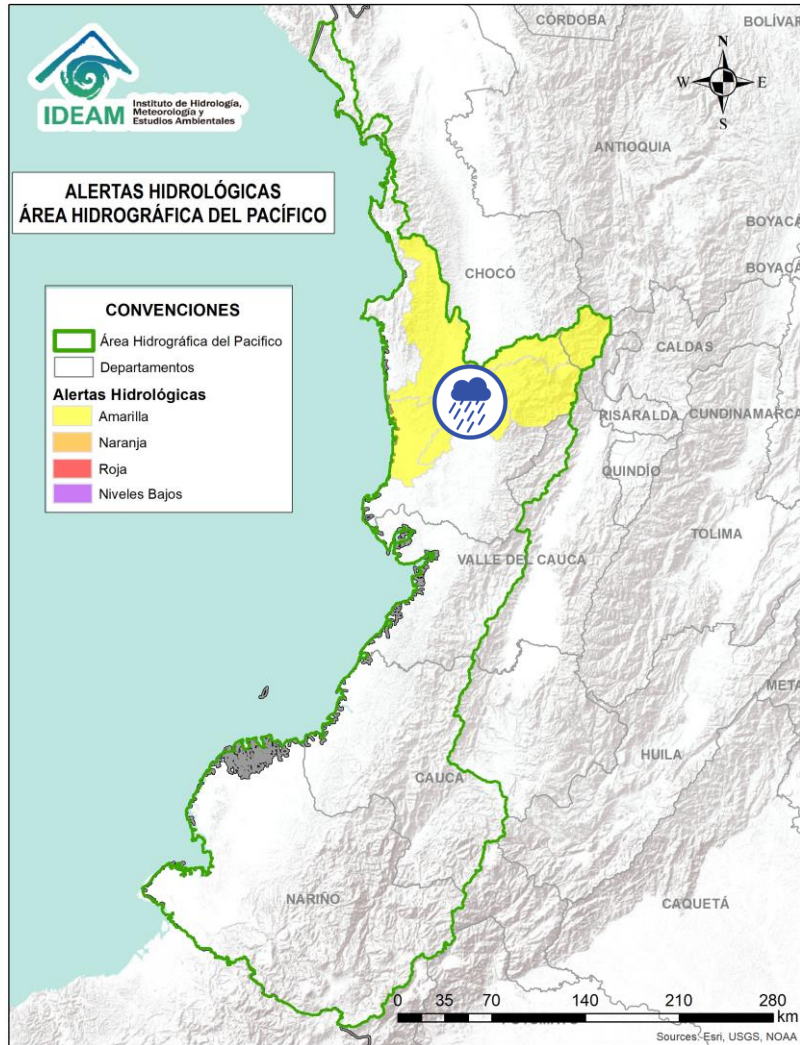 CÓRDOBA
BOLÍVAR
IDEAM
Instituto de Hidrología,
Meteorología y
Estudios Ambientales
N
W E
S
ANTIOQUIA
ALERTAS HIDROLÓGICAS
ÁREA HIDROGRÁFICA DEL PACÍFICO
BOYACÁ
BOYACÁ
CHOCÓ
CONVENCIONES
Área Hidrográfica del Pacifico
Departamentos
Alertas Hidrológicas
Amarilla
Naranja
Roja
Niveles Bajos
CALDAS
RISARALDA
CUNDINAMARCA
QUINDÍO
TOLIMA
VALLE DEL CAUCA
META
HUILA
CAUCA
NARIÑO
CAQUETÁ
0 35 70 140 210 280
km
Sources: Esri, USGS, NOAA